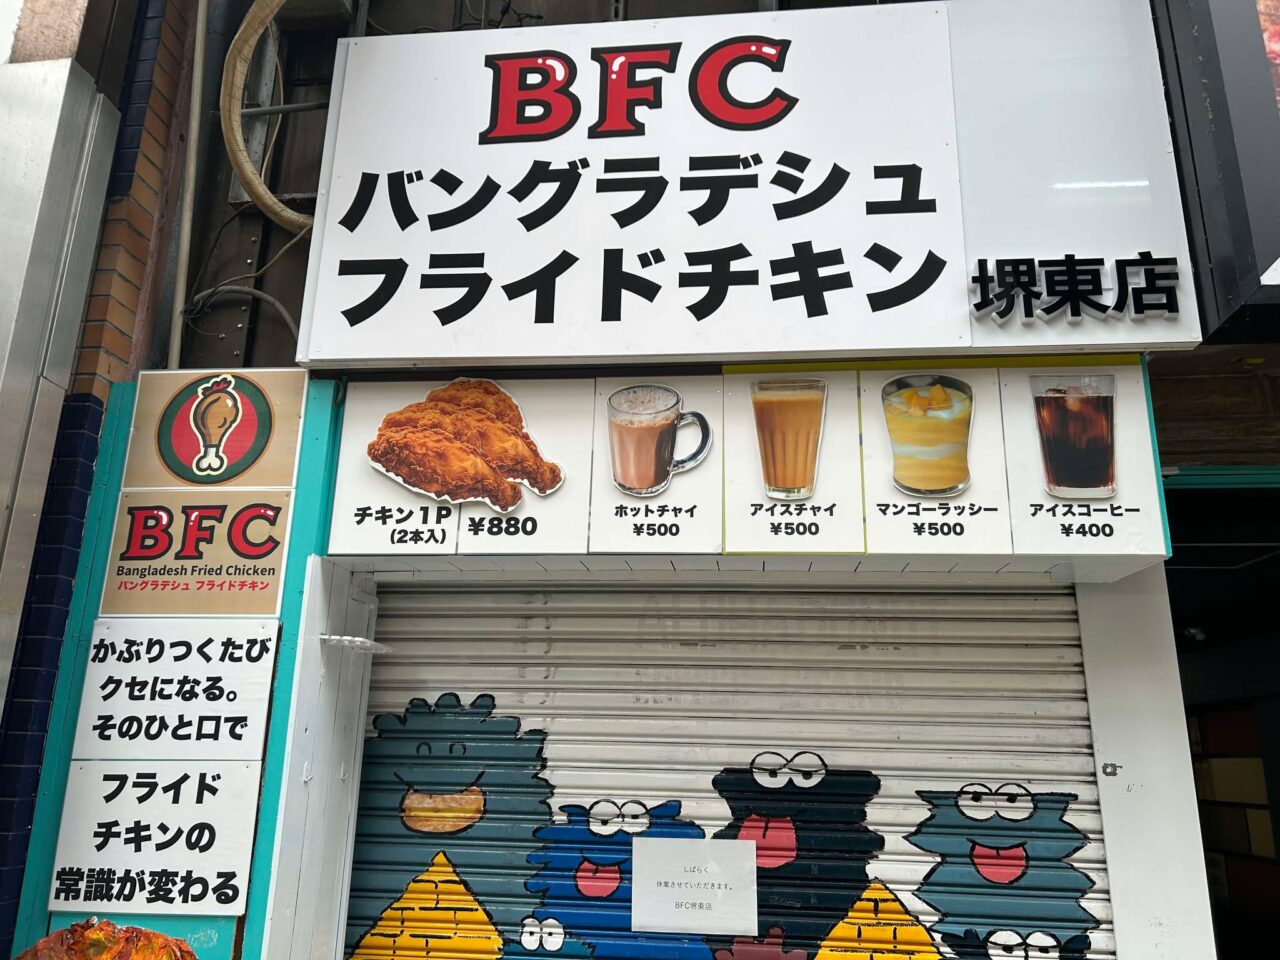 BFC
バングラデシュ
フライドチキン
堺東店
チキン1P
(2本入)
¥880
ホットチャイ
¥500
アイスチャイ
¥500
マンゴーラッシー
¥500
アイスコーヒー
¥400
BFC
Bangladesh Fried Chicken
バングラデシュ フライドチキン
かぶりつくたび
クセになる。
そのひと口で
フライド
チキンの
常識が変わる
しばらく
休業させていただきます。
BFC堺東店